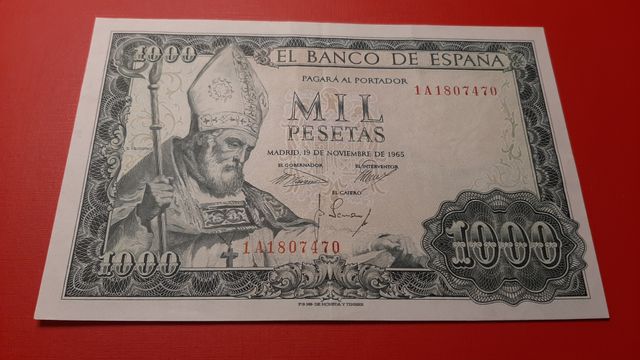 1000
EL BANCO DE ESPAÑA
PAGARÁ AL PORTADOR
1A1807470
MIL
PESETAS
MADRID, 19 DE NOVIEMBRE DE 1965
EL GOBERNADOR
EL INTERVENTOR
EL CAJERO
1A1807470
1000
1000